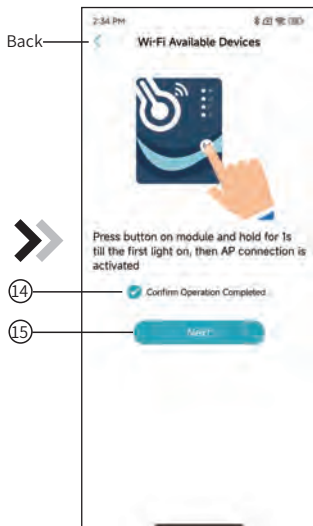 2:34 PM
Back
Wi-Fi Available Devices
Press button on module and hold for 1s
till the first light on, then AP connection is
activated
14
Confirm Operation Completed
15
Next